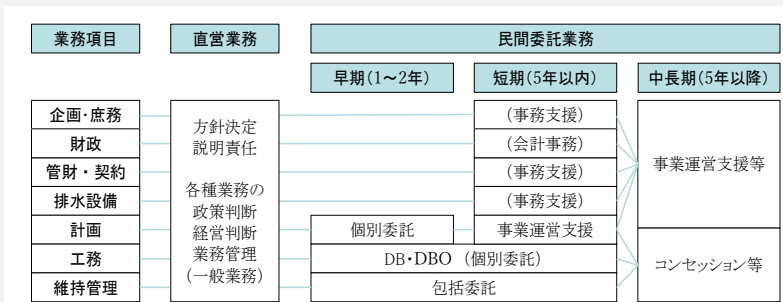 業務項目
直営業務
民間委託業務
早期(1～2年)
短期(5年以内)
中長期(5年以降)
企画・庶務
財政
管財・契約
排水設備
計画
工務
維持管理
方針決定
説明責任
各種業務の
政策判断
経営判断
業務管理
(一般業務)
(事務支援)
(会計事務)
(事務支援)
(事務支援)
個別委託
事業運営支援
DB・DBO (個別委託)
包括委託
事業運営支援等
コンセッション等